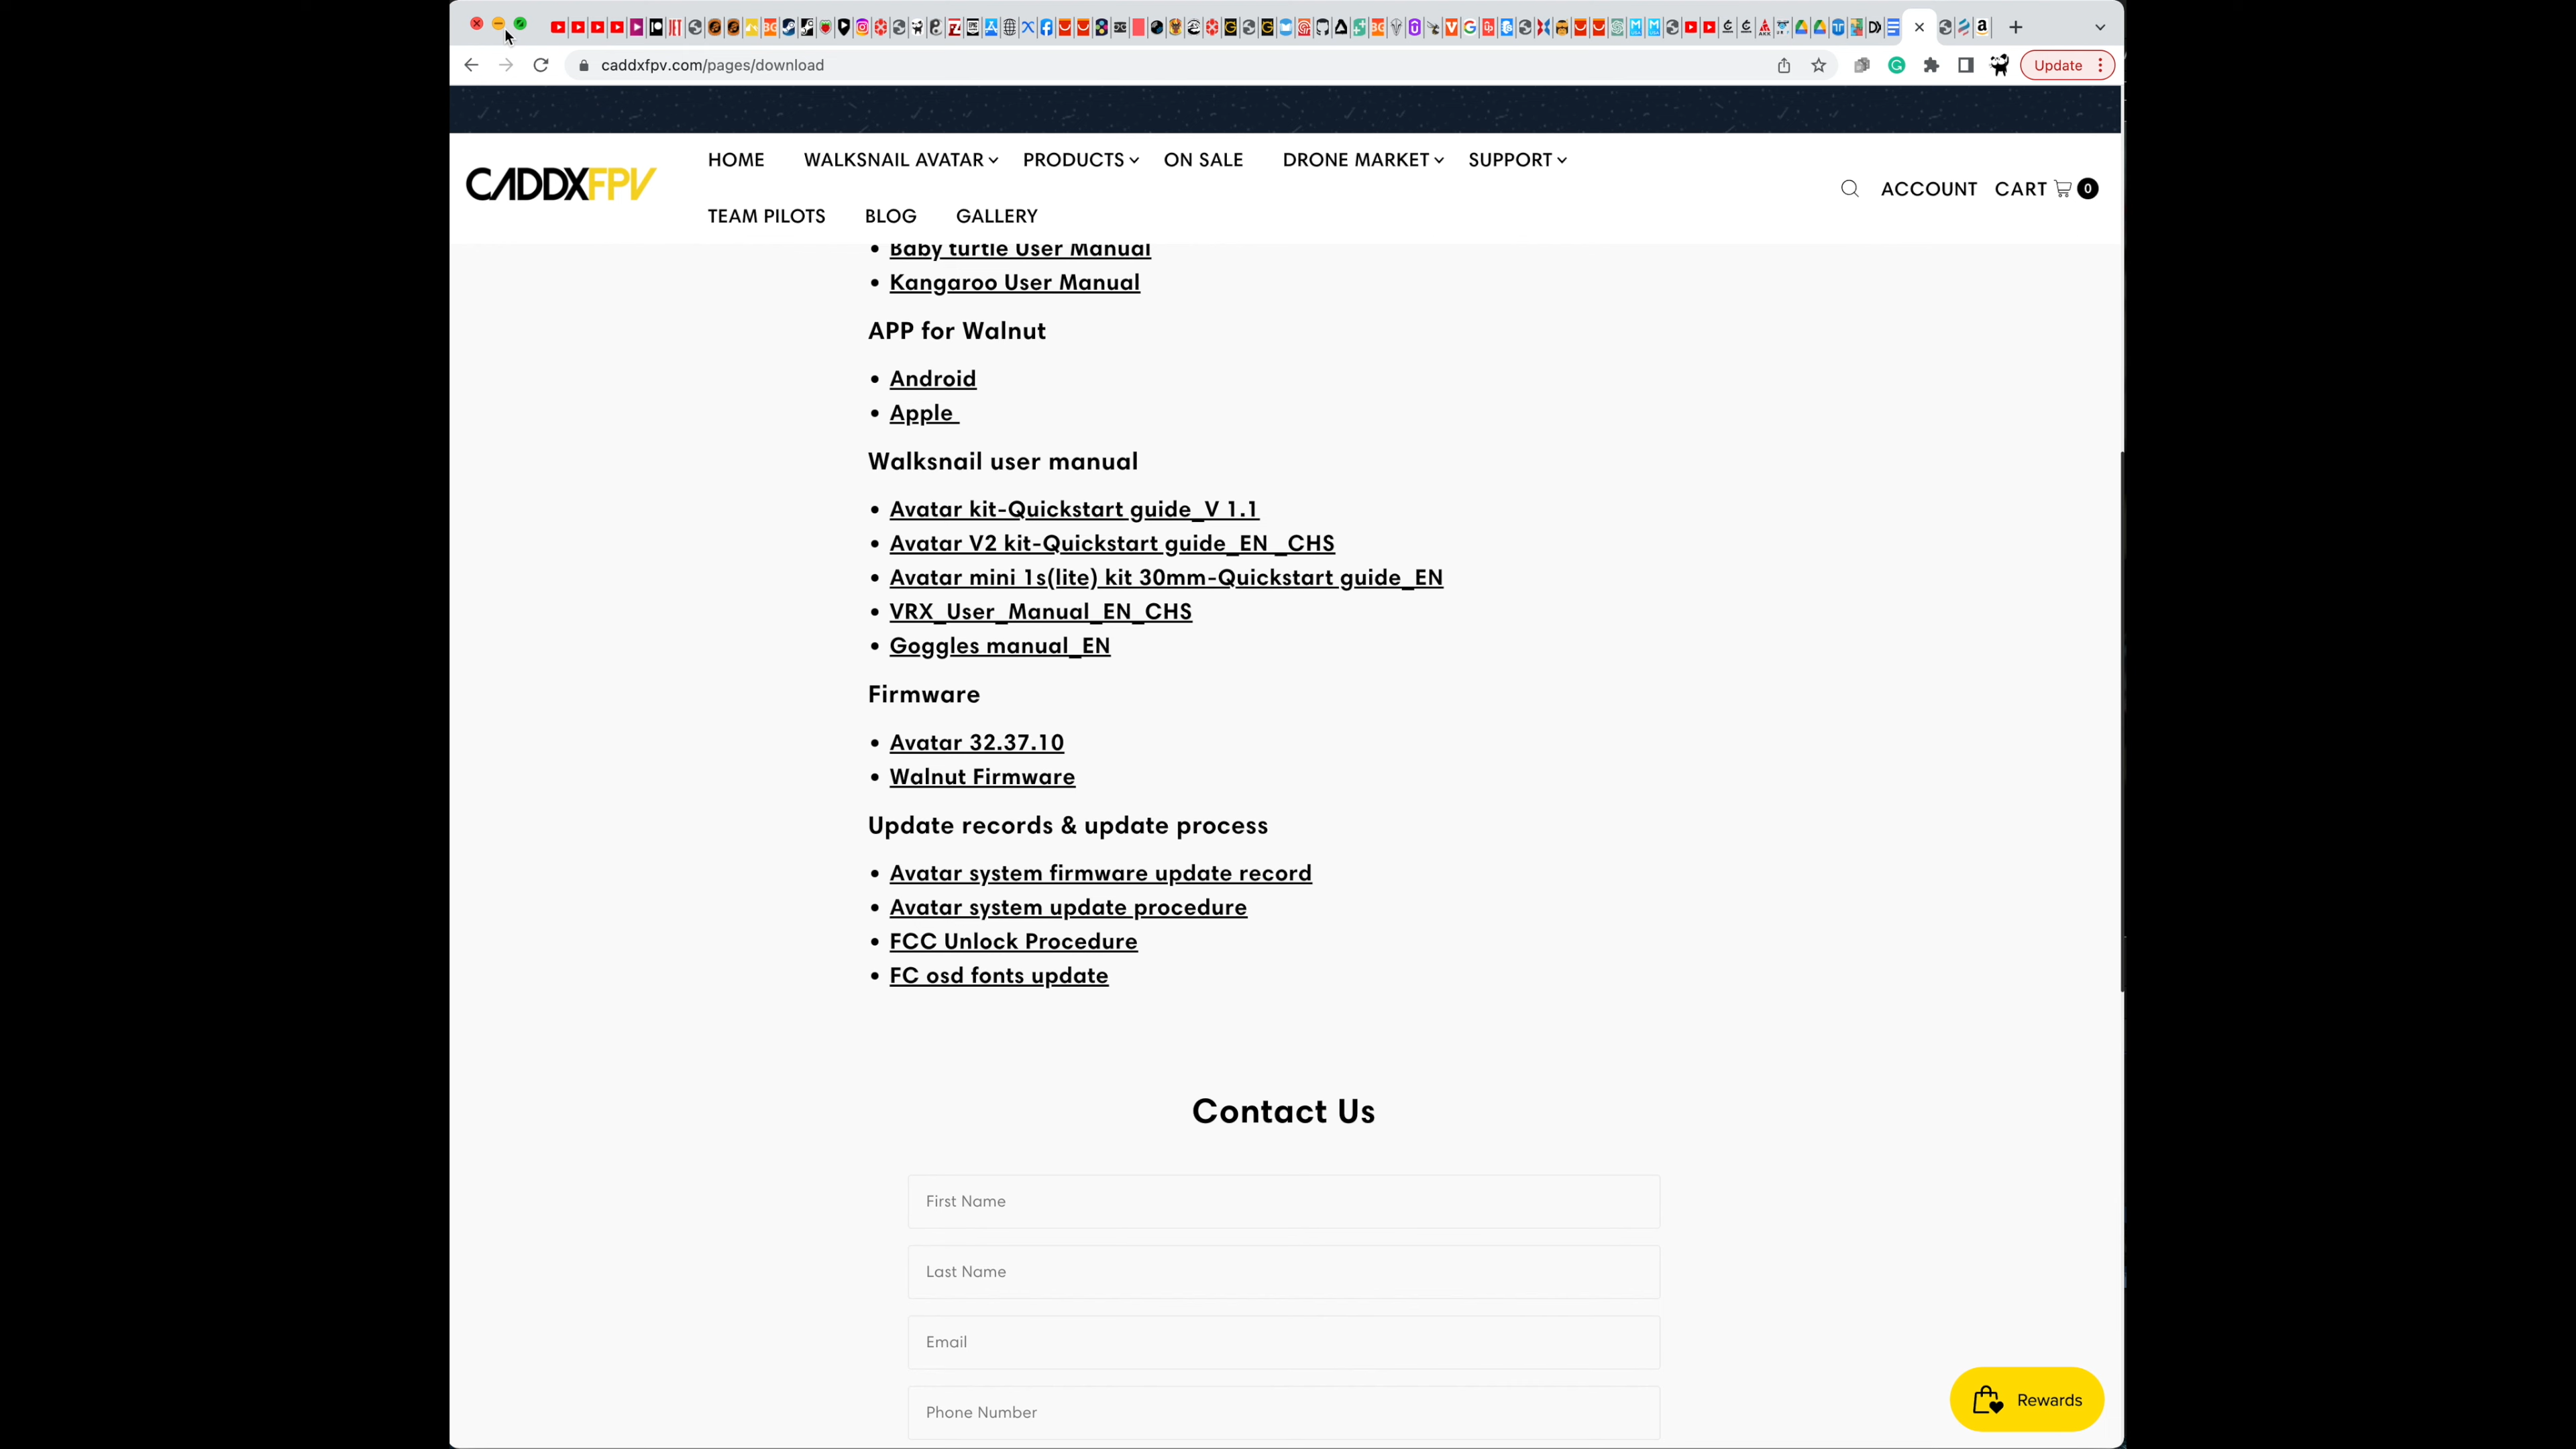 caddxfpv.com/pages/download
Update
CADDXFPV
HOME
WALKSNAIL AVATAR
PRODUCTS
ON SALE
DRONE MARKET
SUPPORT
TEAM PILOTS
BLOG
GALLERY
ACCOUNT
CART
0
Baby turtle User Manual
Kangaroo User Manual
APP for Walnut
Android
Apple
Walksnail user manual
Avatar kit-Quickstart guide_V 1.1
Avatar V2 kit-Quickstart guide_EN _CHS
Avatar mini 1s(lite) kit 30mm-Quickstart guide_EN
VRX_User_Manual_EN_CHS
Goggles manual_EN
Firmware
Avatar 32.37.10
Walnut Firmware
Update records & update process
Avatar system firmware update record
Avatar system update procedure
FCC Unlock Procedure
FC osd fonts update
Contact Us
First Name
Last Name
Email
Phone Number
Rewards